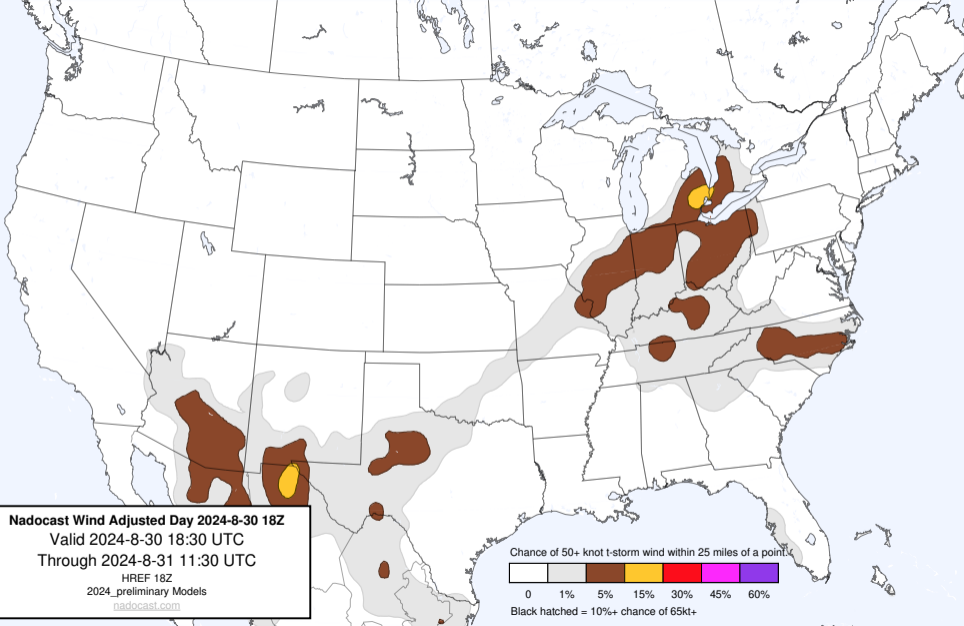 Nadocast Wind Adjusted Day 2024-8-30 18Z
Valid 2024-8-30 18:30 UTC
Through 2024-8-31 11:30 UTC
HREF 18Z
2024_preliminary Models
nadocast.com
Chance of 50+ knot t-storm wind within 25 miles of a point.
0 1% 5% 15% 30% 45% 60%
Black hatched = 10%+ chance of 65kt+